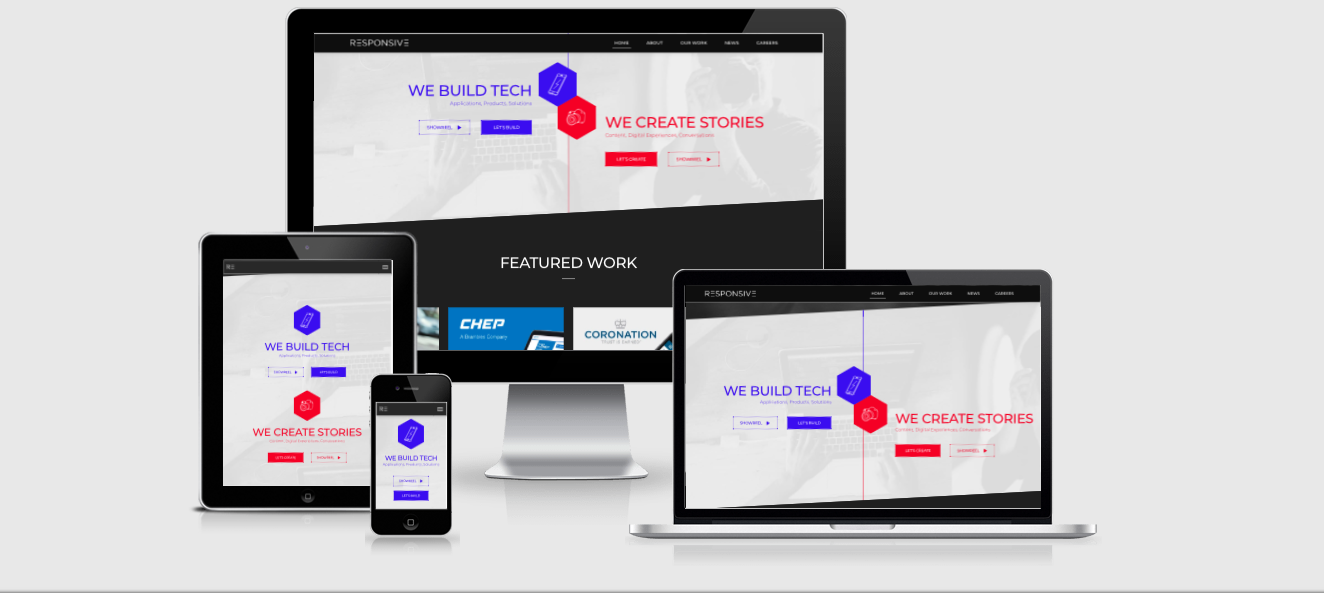 RESPONSIVE
HOME ABOUT OUR WORK NEWS CAREERS
WE BUILD TECH
Applications, Products, Solutions
SHOWREEL LET'S BUILD
WE CREATE STORIES
Content, Digital Experiences, Conversations
LET'S CREATE SHOWREEL
FEATURED WORK
CHEP
A Brambles Company
CORONATION
RE
WE BUILD TECH
Applications, Products, Solutions
SHOWREEL LET'S BUILD
WE CREATE STORIES
Content, Digital Experiences, Conversations
LET'S CREATE SHOWREEL
RE
WE BUILD TECH
Applications, Products, Solutions
SHOWREEL
LET'S BUILD
RESPONSIVE
HOME ABOUT OUR WORK NEWS CAREERS
WE BUILD TECH
Applications, Products, Solutions
SHOWREEL LET'S BUILD
WE CREATE STORIES
Content, Digital Experiences, Conversations
LET'S CREATE SHOWREEL